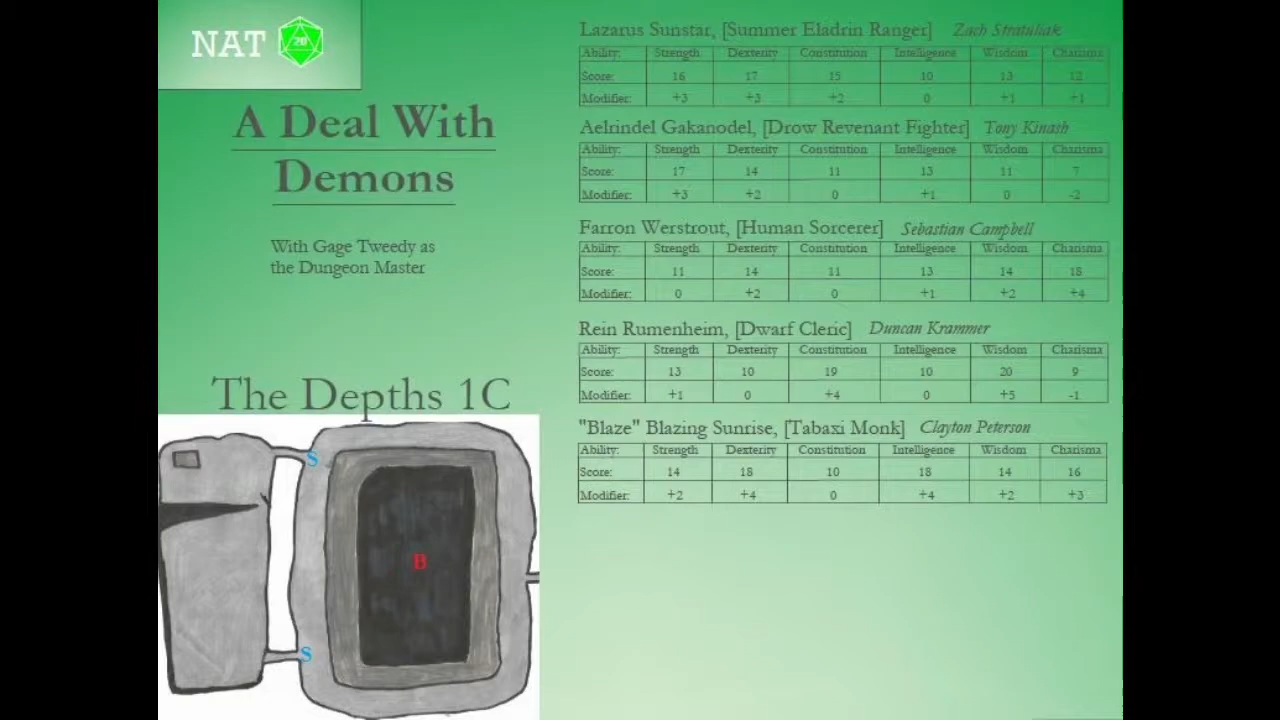 NAT 20
A Deal With
Demons
With Gage Tweedy as
the Dungeon Master
The Depths 1C
S
B
S
Lazarus Sunstar, [Summer Eladrin Ranger] Zach Stratuliak
Ability: Strength Dexterity Constitution Intelligence Wisdom Charisma
Score: 16 17 15 10 13 12
Modifier: +3 +3 +2 0 +1 +1
Aelrindel Gakanodel, [Drow Revenant Fighter] Tony Kinash
Ability: Strength Dexterity Constitution Intelligence Wisdom Charisma
Score: 17 14 11 13 11 7
Modifier: +3 +2 0 +1 0 -2
Farron Werstrout, [Human Sorcerer] Sebastian Campbell
Ability: Strength Dexterity Constitution Intelligence Wisdom Charisma
Score: 11 14 11 13 14 18
Modifier: 0 +2 0 +1 +2 +4
Rein Rumenheim, [Dwarf Cleric] Duncan Krammer
Ability: Strength Dexterity Constitution Intelligence Wisdom Charisma
Score: 13 10 19 10 20 9
Modifier: +1 0 +4 0 +5 -1
"Blaze" Blazing Sunrise, [Tabaxi Monk] Clayton Peterson
Ability: Strength Dexterity Constitution Intelligence Wisdom Charisma
Score: 14 18 10 18 14 16
Modifier: +2 +4 0 +4 +2 +3